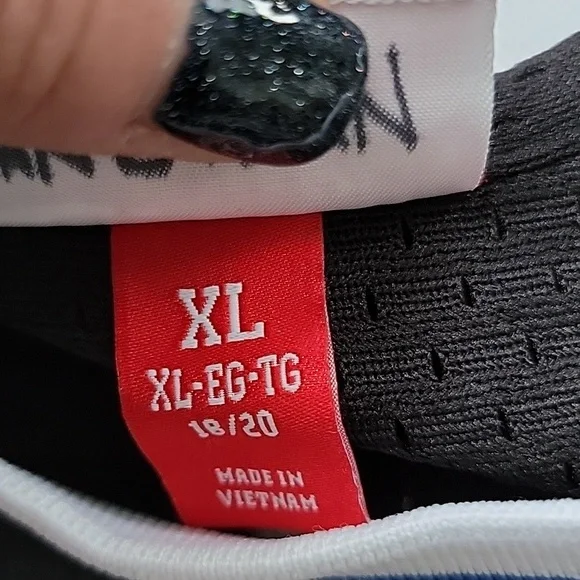 XL
XL-EG-TG
18/20
MADE IN
VIETNAM